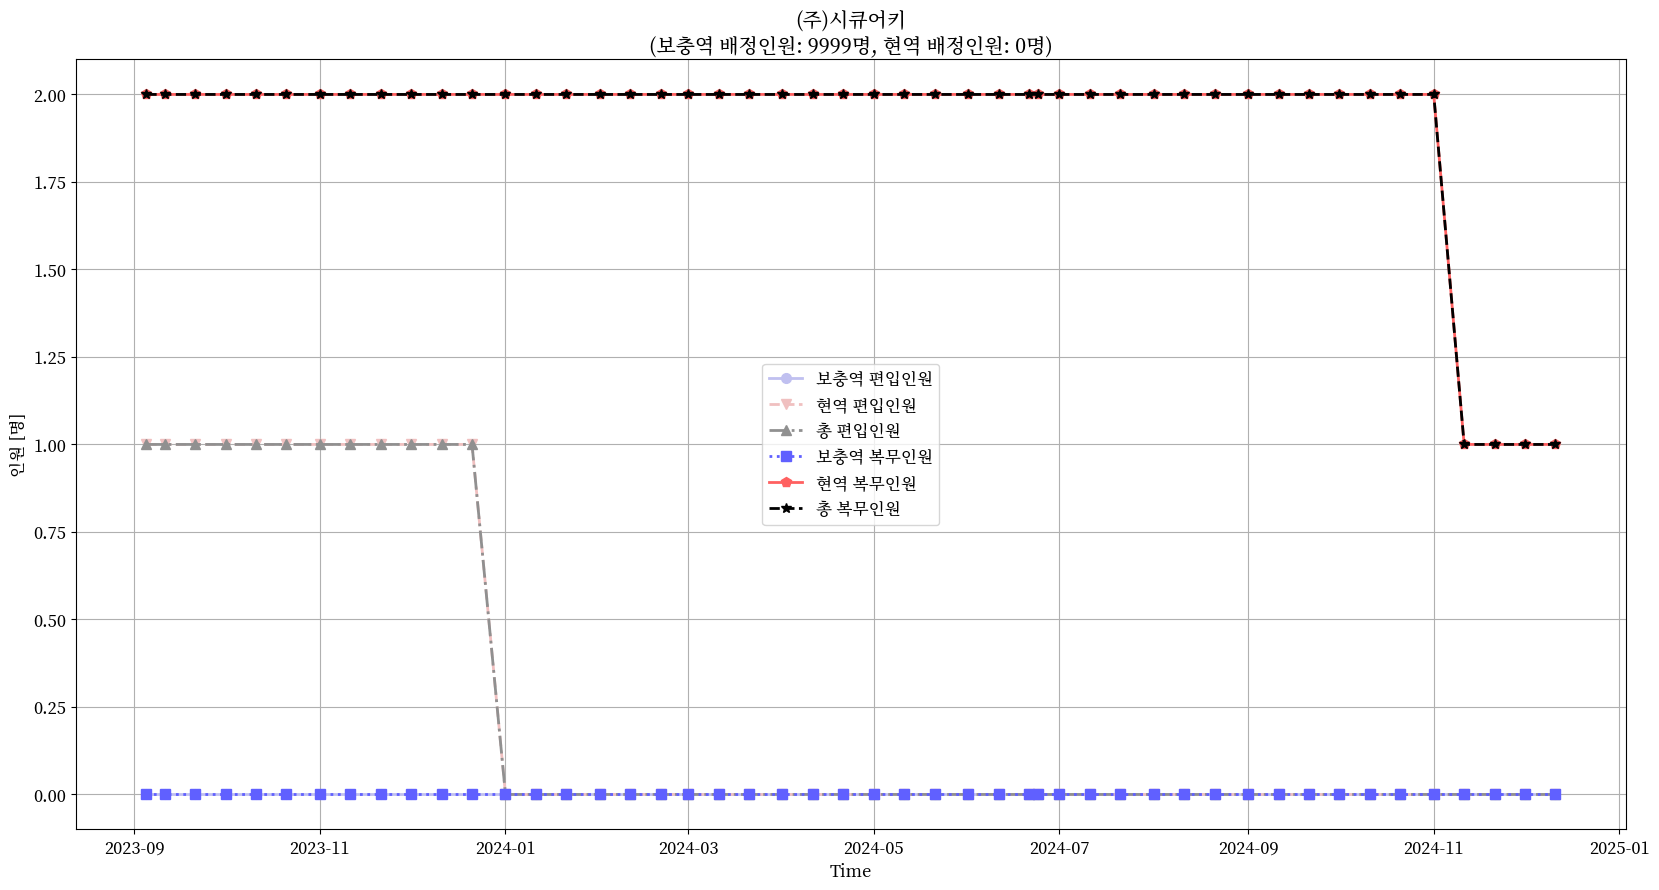 (주)시큐어키
(보충역 배정인원: 9999명, 현역 배정인원: 0명)
인원 [명]
2.00
1.75
1.50
1.25
1.00
0.75
0.50
0.25
0.00
보충역 편입인원
현역 편입인원
총 편입인원
보충역 복무인원
현역 복무인원
총 복무인원
2023-09
2023-11
2024-01
2024-03
2024-05
2024-07
2024-09
2024-11
2025-01
Time